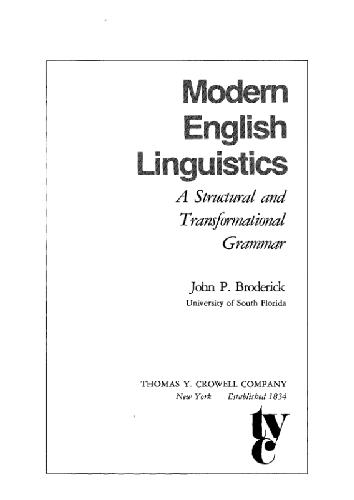 Modern
English
Linguistics
A Structural and
Transformational
Grammar
John P. Broderick
University of South Florida
THOMAS Y. CROWELL COMPANY
New York Established 1834
ty
c